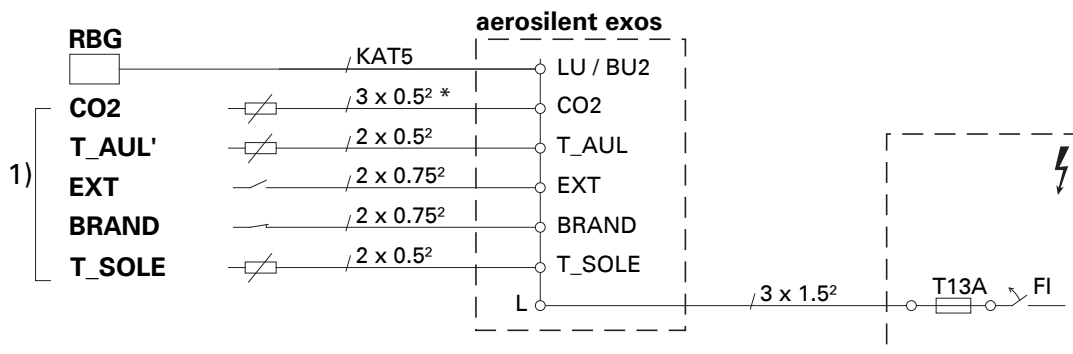 aerosilent exos
RBG
KAT5
LU / BU2
CO2
3 x 0.5² *
CO2
T_AUL'
2 x 0.5²
T_AUL
1)
EXT
2 x 0.75²
EXT
BRAND
2 x 0.75²
BRAND
T_SOLE
2 x 0.5²
T_SOLE
L
3 x 1.5²
T13A
FI